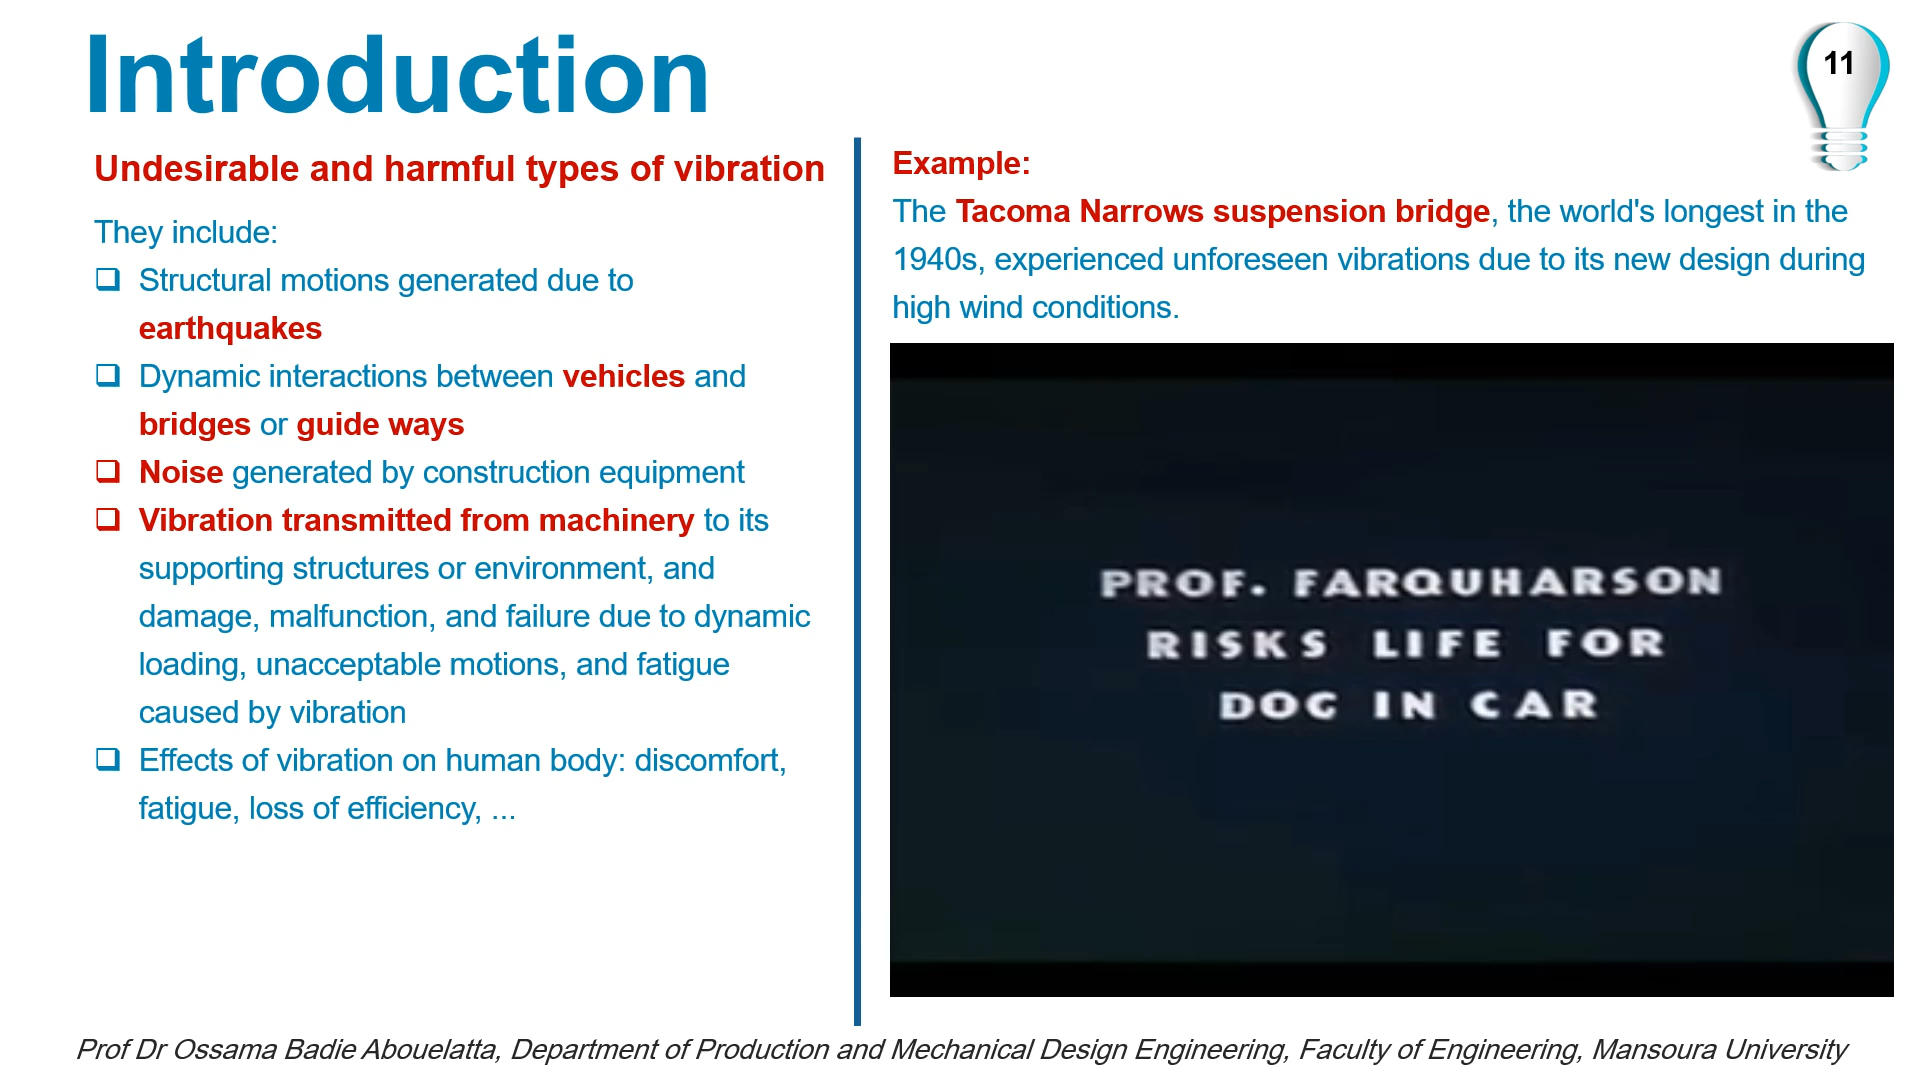 Introduction
11
Undesirable and harmful types of vibration
They include:
Structural motions generated due to
earthquakes
Dynamic interactions between vehicles and
bridges or guide ways
Noise generated by construction equipment
Vibration transmitted from machinery to its
supporting structures or environment, and
damage, malfunction, and failure due to dynamic
loading, unacceptable motions, and fatigue
caused by vibration
Effects of vibration on human body: discomfort,
fatigue, loss of efficiency, ...
Example:
The Tacoma Narrows suspension bridge, the world's longest in the
1940s, experienced unforeseen vibrations due to its new design during
high wind conditions.
PROF. FARQUHARSON
RISKS LIFE FOR
DOG IN CAR
Prof Dr Ossama Badie Abouelatta, Department of Production and Mechanical Design Engineering, Faculty of Engineering, Mansoura University